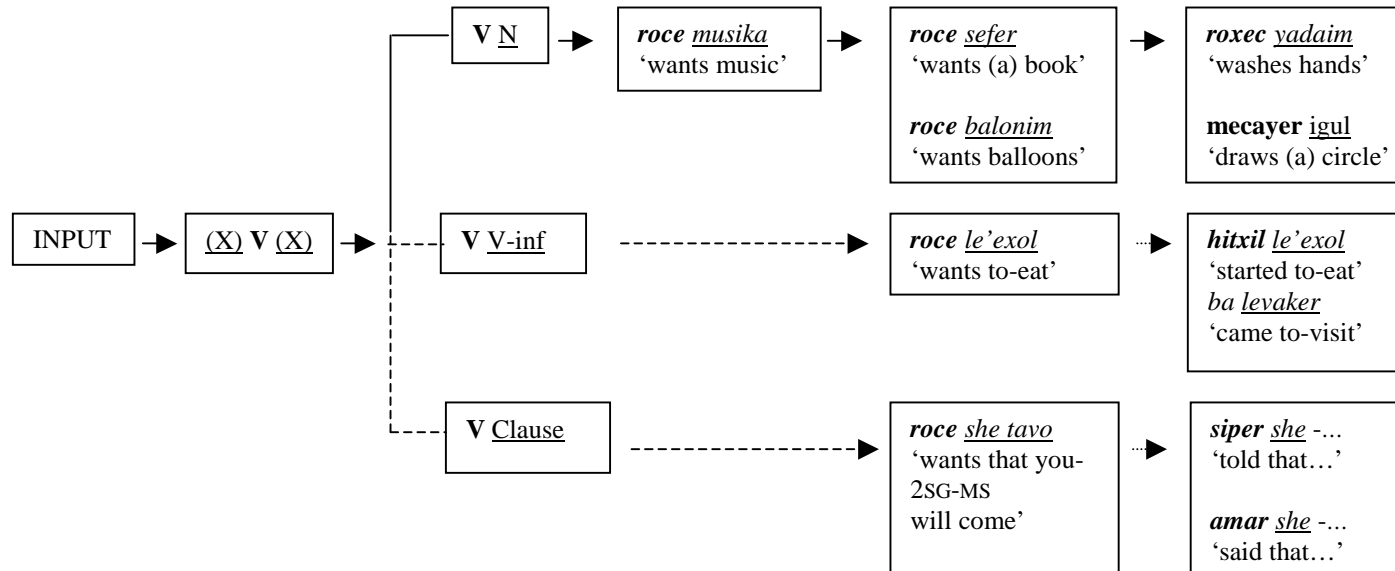 V N
roce musika
‘wants music’
roce sefer
‘wants (a) book’
roce balonim
‘wants balloons’
roxec yadaim
‘washes hands’
mecayer igul
‘draws (a) circle’
INPUT
(X) V (X)
V V-inf
roce le’exol
‘wants to-eat’
hitxil le’exol
‘started to-eat’
ba levaker
‘came to-visit’
V Clause
roce she tavo
‘wants that you-
2SG-MS
will come’
siper she -...
‘told that…’
amar she -...
‘said that…’